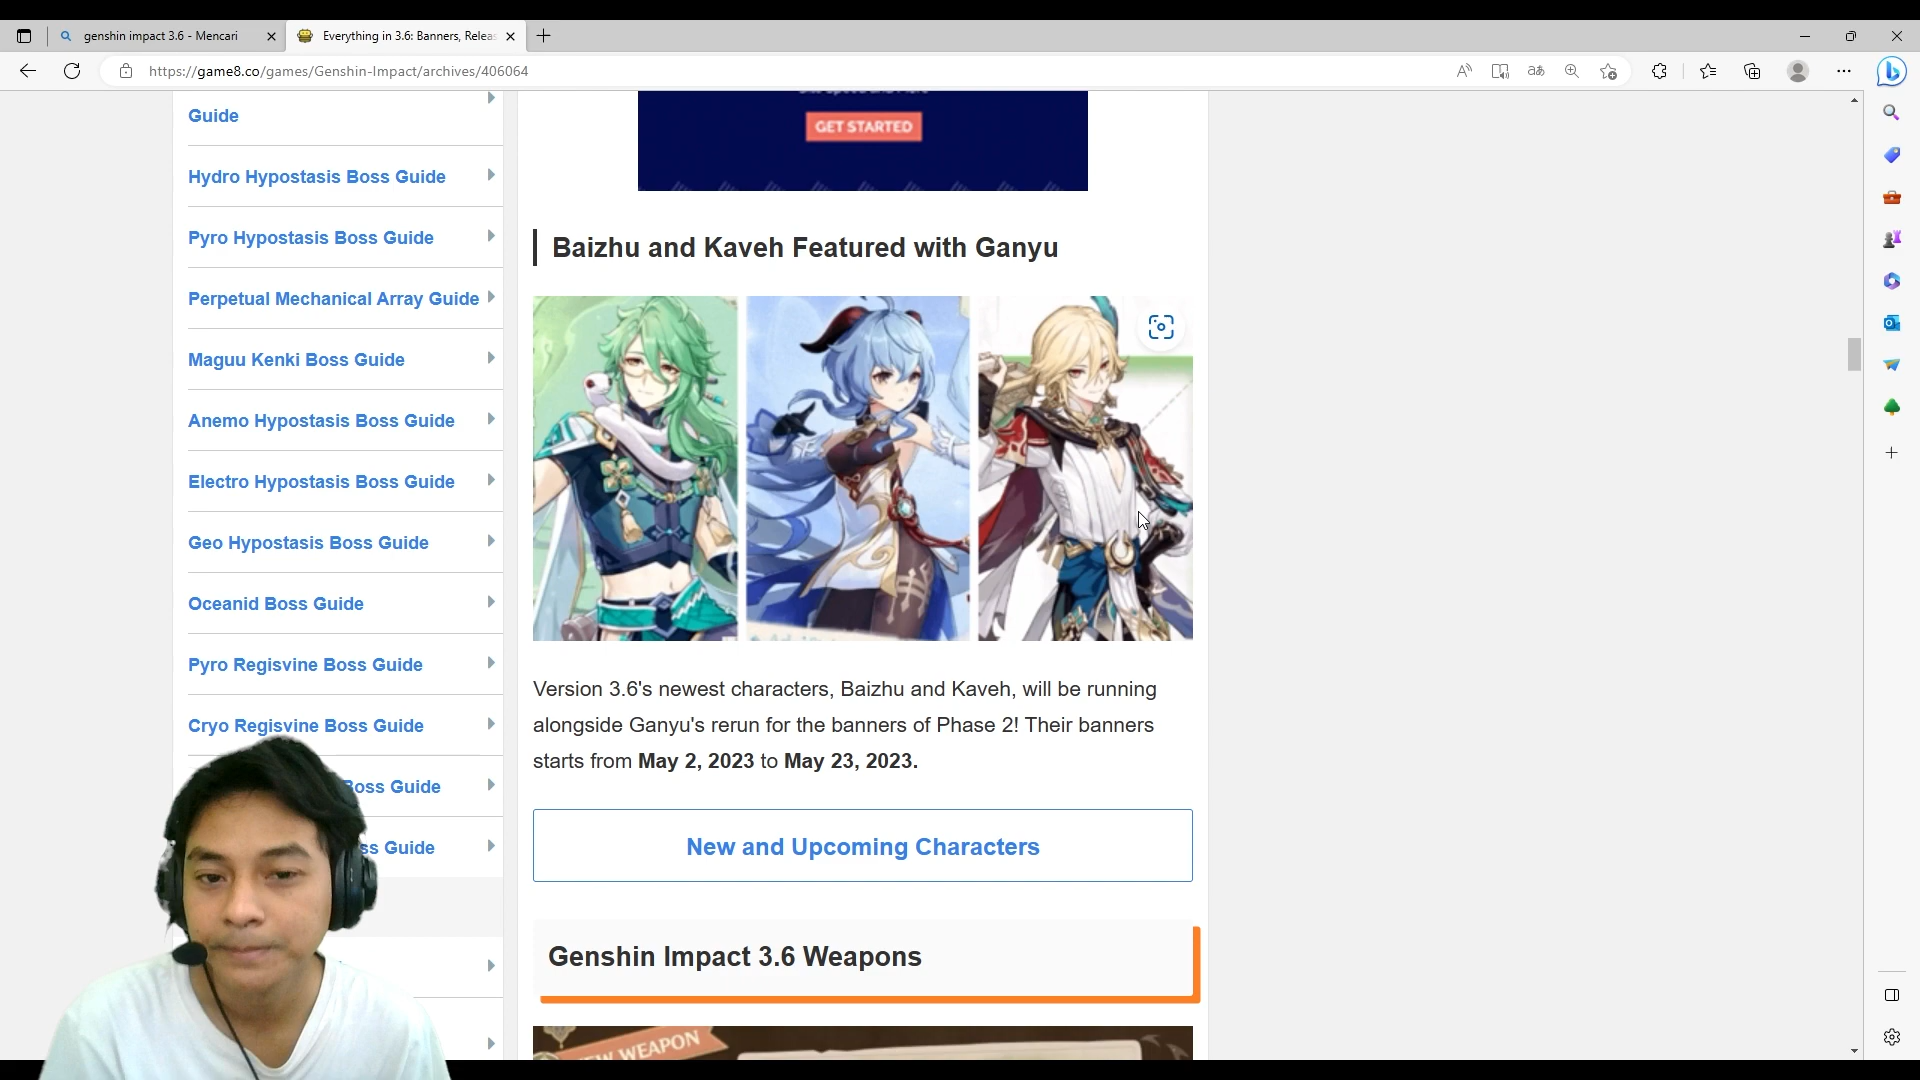 genshin impact 3.6 - Mencari
Everything in 3.6: Banners, Releas
https://game8.co/games/Genshin-Impact/archives/406064
Guide
Hydro Hypostasis Boss Guide
Pyro Hypostasis Boss Guide
Perpetual Mechanical Array Guide
Maguu Kenki Boss Guide
Anemo Hypostasis Boss Guide
Electro Hypostasis Boss Guide
Geo Hypostasis Boss Guide
Oceanid Boss Guide
Pyro Regisvine Boss Guide
Cryo Regisvine Boss Guide
Boss Guide
ss Guide
GET STARTED
Baizhu and Kaveh Featured with Ganyu
Version 3.6's newest characters, Baizhu and Kaveh, will be running
alongside Ganyu's rerun for the banners of Phase 2! Their banners
starts from May 2, 2023 to May 23, 2023.
New and Upcoming Characters
Genshin Impact 3.6 Weapons
WEAPON